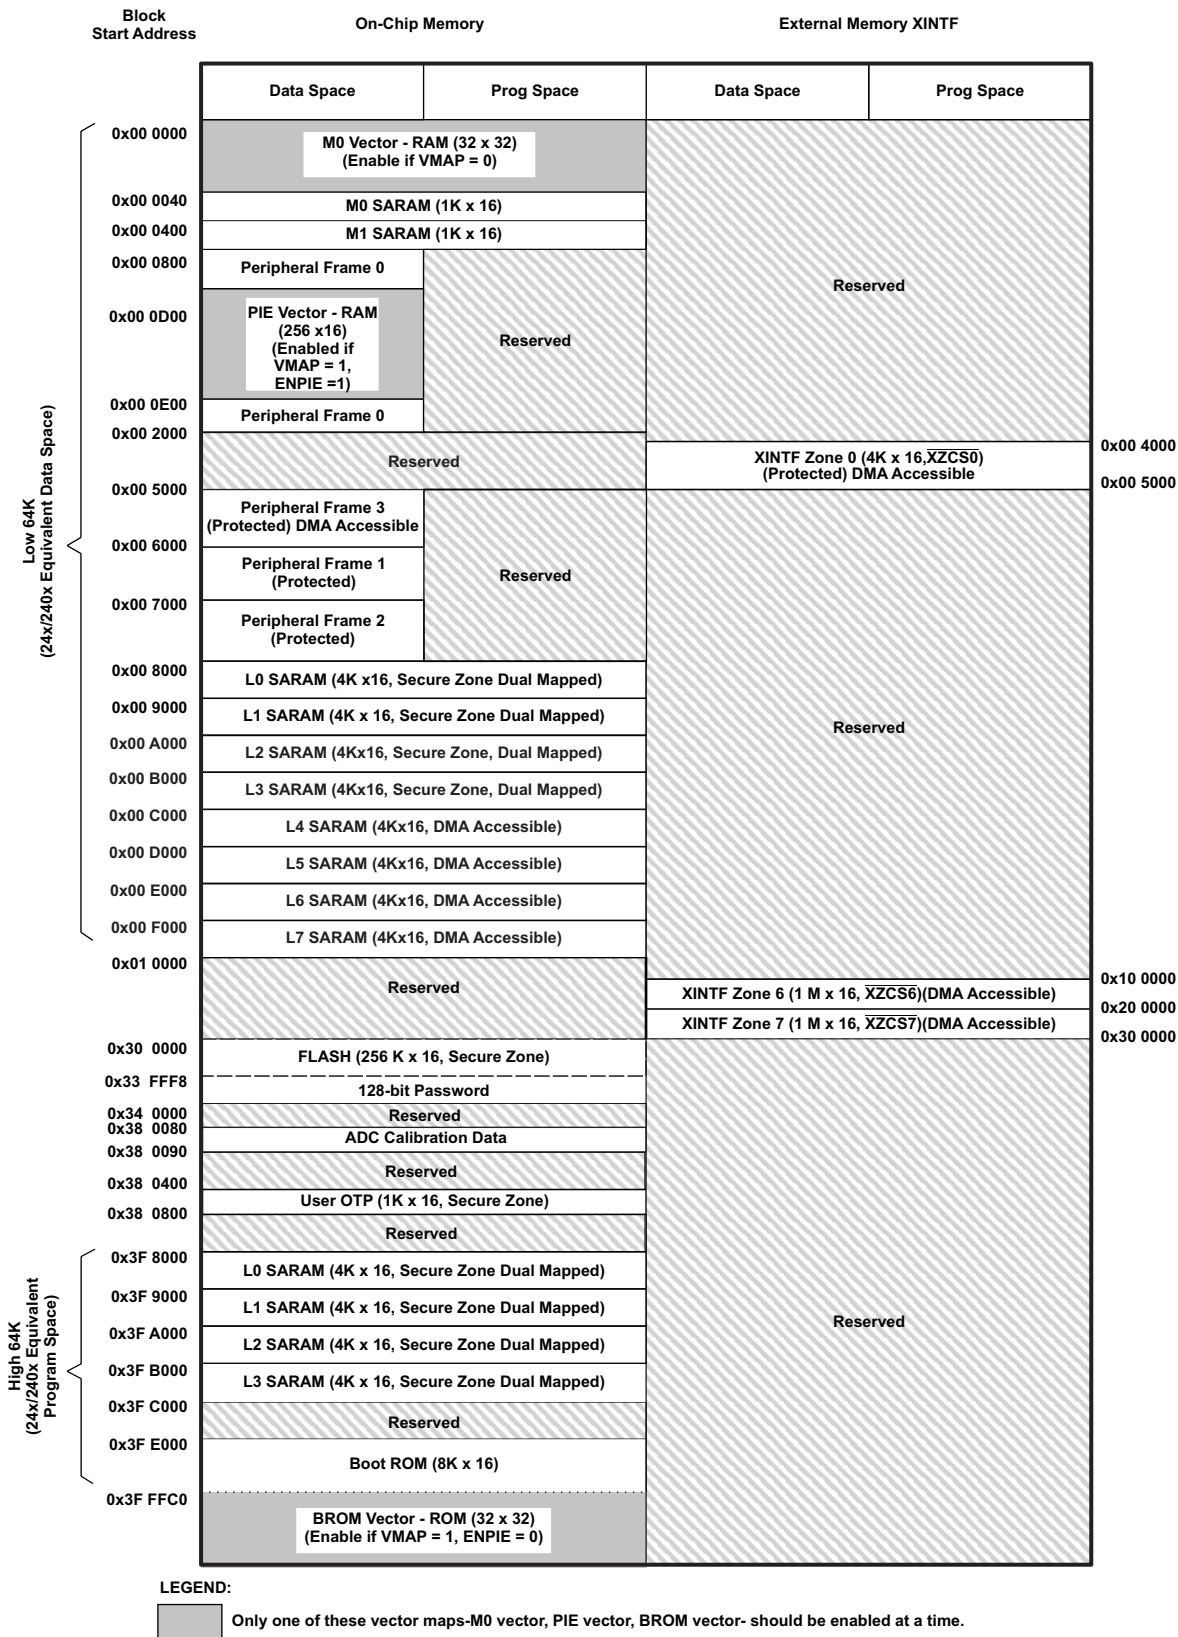 Block
Start Address
On-Chip Memory
External Memory XINTF
Data Space
Prog Space
Data Space
Prog Space
0x00 0000
M0 Vector - RAM (32 x 32)
(Enable if VMAP = 0)
0x00 0040
M0 SARAM (1K x 16)
0x00 0400
M1 SARAM (1K x 16)
0x00 0800
Peripheral Frame 0
Reserved
0x00 0D00
PIE Vector - RAM
(256 x16)
(Enabled if
VMAP = 1,
ENPIE =1)
Reserved
0x00 0E00
Peripheral Frame 0
0x00 2000
Reserved
XINTF Zone 0 (4K x 16,XZCS0)
(Protected) DMA Accessible
0x00 4000
0x00 5000
0x00 5000
Peripheral Frame 3
(Protected) DMA Accessible
0x00 6000
Peripheral Frame 1
(Protected)
Reserved
0x00 7000
Peripheral Frame 2
(Protected)
Low 64K
(24x/240x Equivalent Data Space)
0x00 8000
L0 SARAM (4K x16, Secure Zone Dual Mapped)
0x00 9000
L1 SARAM (4K x 16, Secure Zone Dual Mapped)
Reserved
0x00 A000
L2 SARAM (4Kx16, Secure Zone, Dual Mapped)
0x00 B000
L3 SARAM (4Kx16, Secure Zone, Dual Mapped)
0x00 C000
L4 SARAM (4Kx16, DMA Accessible)
0x00 D000
L5 SARAM (4Kx16, DMA Accessible)
0x00 E000
L6 SARAM (4Kx16, DMA Accessible)
0x00 F000
L7 SARAM (4Kx16, DMA Accessible)
0x01 0000
Reserved
0x10 0000
XINTF Zone 6 (1 M x 16, XZCS6)(DMA Accessible)
0x20 0000
XINTF Zone 7 (1 M x 16, XZCS7)(DMA Accessible)
0x30 0000
0x30 0000
FLASH (256 K x 16, Secure Zone)
0x33 FFF8
128-bit Password
0x34 0000
Reserved
0x38 0080
ADC Calibration Data
0x38 0090
Reserved
0x38 0400
User OTP (1K x 16, Secure Zone)
0x38 0800
Reserved
0x3F 8000
L0 SARAM (4K x 16, Secure Zone Dual Mapped)
0x3F 9000
L1 SARAM (4K x 16, Secure Zone Dual Mapped)
Reserved
0x3F A000
L2 SARAM (4K x 16, Secure Zone Dual Mapped)
High 64K
(24x/240x Equivalent
Program Space)
0x3F B000
L3 SARAM (4K x 16, Secure Zone Dual Mapped)
0x3F C000
Reserved
0x3F E000
Boot ROM (8K x 16)
0x3F FFC0
BROM Vector - ROM (32 x 32)
(Enable if VMAP = 1, ENPIE = 0)
LEGEND:
Only one of these vector maps-M0 vector, PIE vector, BROM vector- should be enabled at a time.